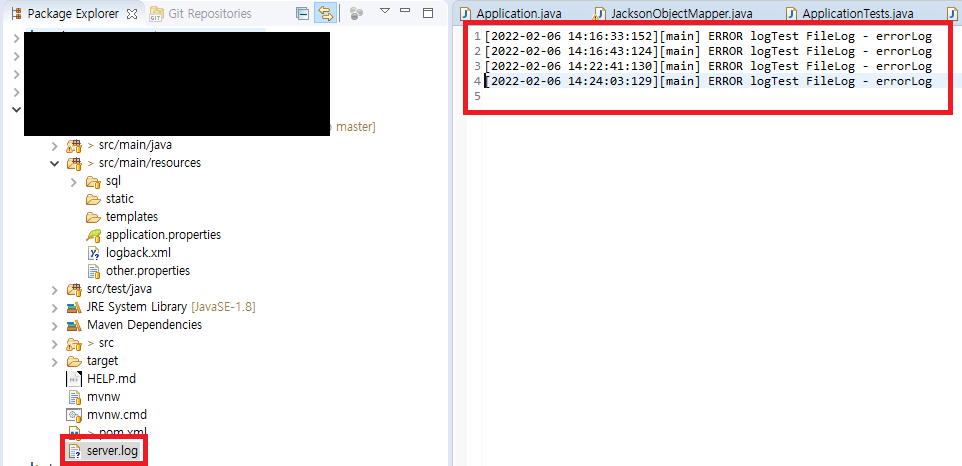 Package Explorer
Git Repositories
master]
> src/main/java
> src/main/resources
sql
static
templates
application.properties
logback.xml
other.properties
src/test/java
JRE System Library [JavaSE-1.8]
Maven Dependencies
> src
target
HELP.md
mvnw
mvnw.cmd
> pom.xml
server.log
Application.java
JacksonObjectMapper.java
ApplicationTests.java
1 [2022-02-06 14:16:33:152][main] ERROR logTest FileLog - errorLog
2 [2022-02-06 14:16:43:124][main] ERROR logTest FileLog - errorLog
3 [2022-02-06 14:22:41:130][main] ERROR logTest FileLog - errorLog
4 [2022-02-06 14:24:03:129][main] ERROR logTest FileLog - errorLog
5